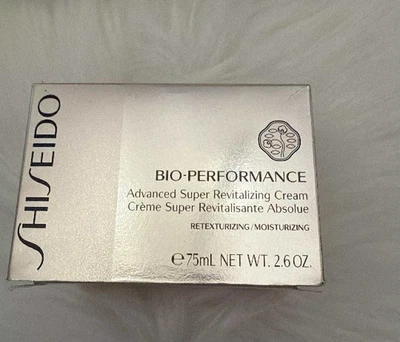 SHISEIDO
BIO-PERFORMANCE
Advanced Super Revitalizing Cream
Crème Super Revitalisante Absolue
RETEXTURIZING/MOISTURIZING
℮75mL NET WT. 2.6 OZ.